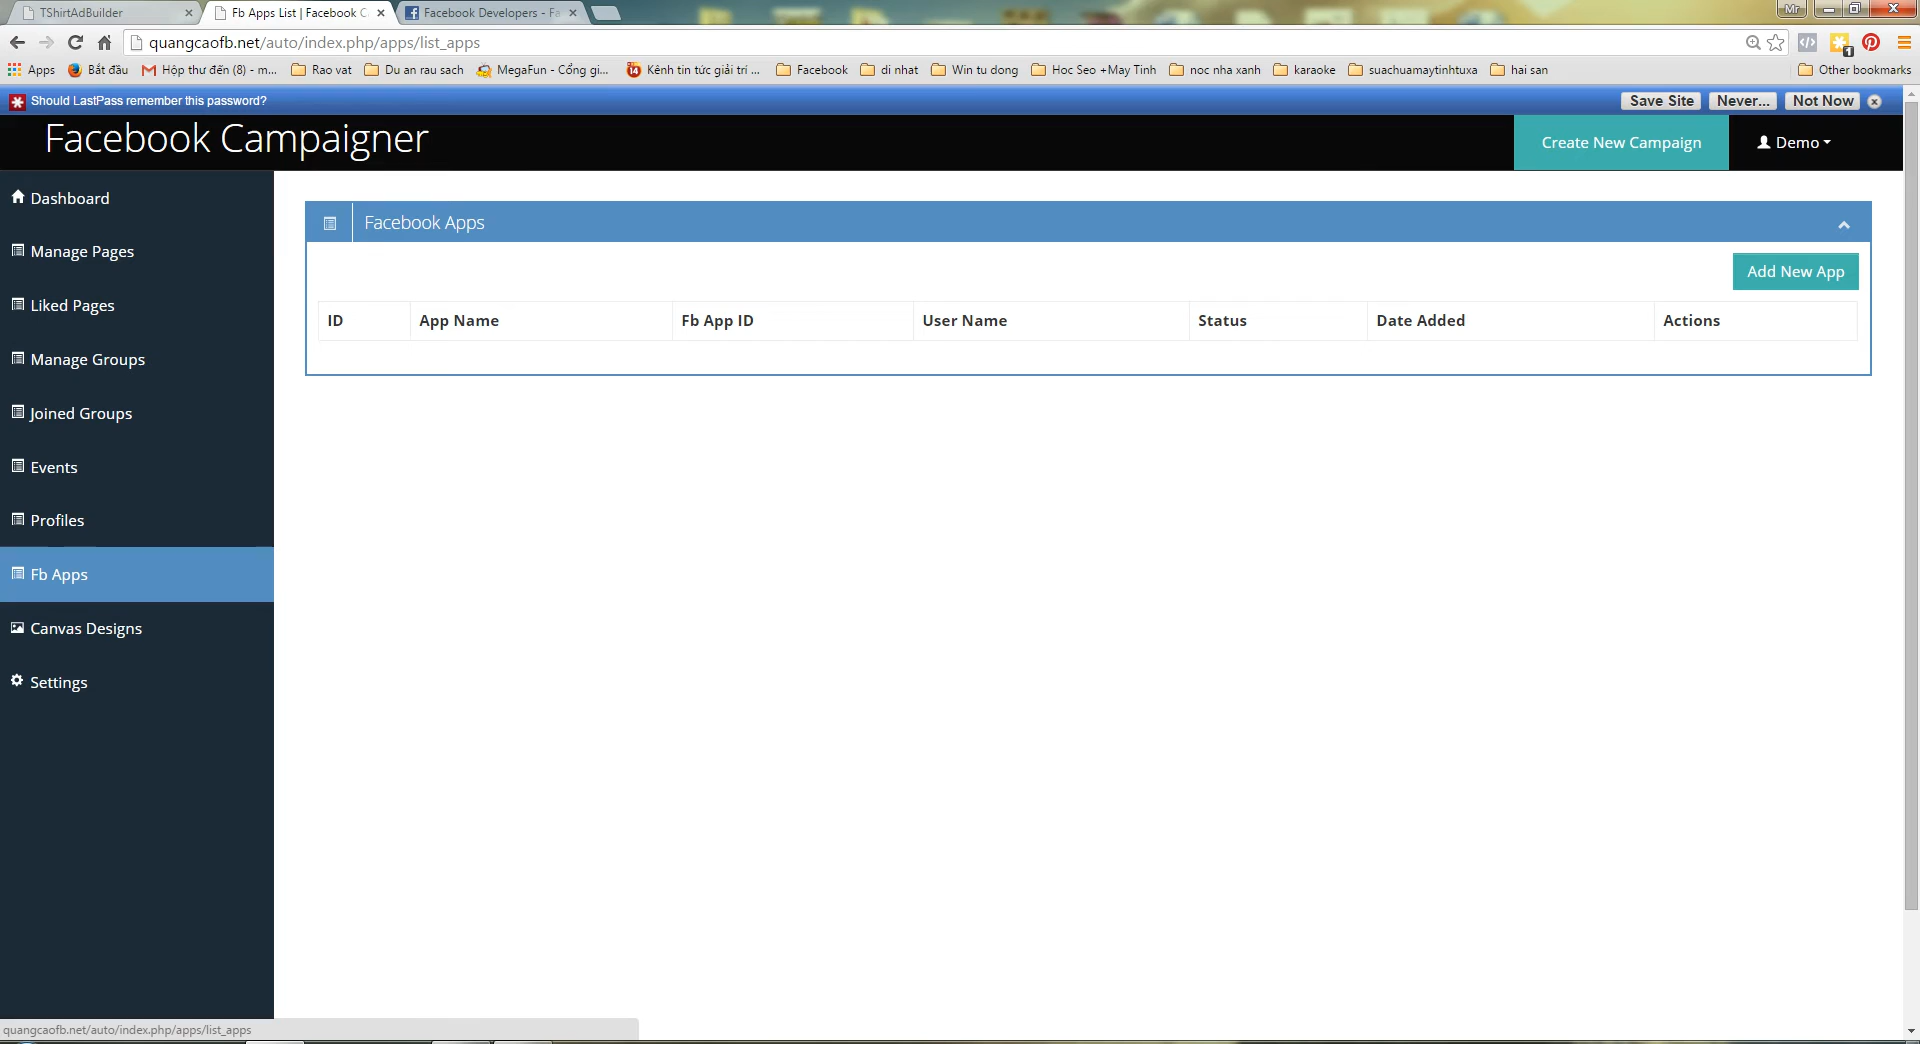 TShirtAdBuilder
Fb Apps List | Facebook C
Facebook Developers - Fa
Mr
quangcaofb.net/auto/index.php/apps/list_apps
1
Apps
Bắt đầu
Hộp thư đến (8) - m...
Rao vat
Du an rau sach
MegaFun - Cổng gi...
14
Kênh tin tức giải trí ...
Facebook
di nhat
Win tu dong
Hoc Seo +May Tinh
noc nha xanh
karaoke
suachuamaytinhtuxa
hai san
Other bookmarks
Should LastPass remember this password?
Save Site
Never...
Not Now
Facebook Campaigner
Create New Campaign
Demo
Dashboard
Manage Pages
Liked Pages
Manage Groups
Joined Groups
Events
Profiles
Fb Apps
Canvas Designs
Settings
Facebook Apps
Add New App
ID
App Name
Fb App ID
User Name
Status
Date Added
Actions
quangcaofb.net/auto/index.php/apps/list_apps